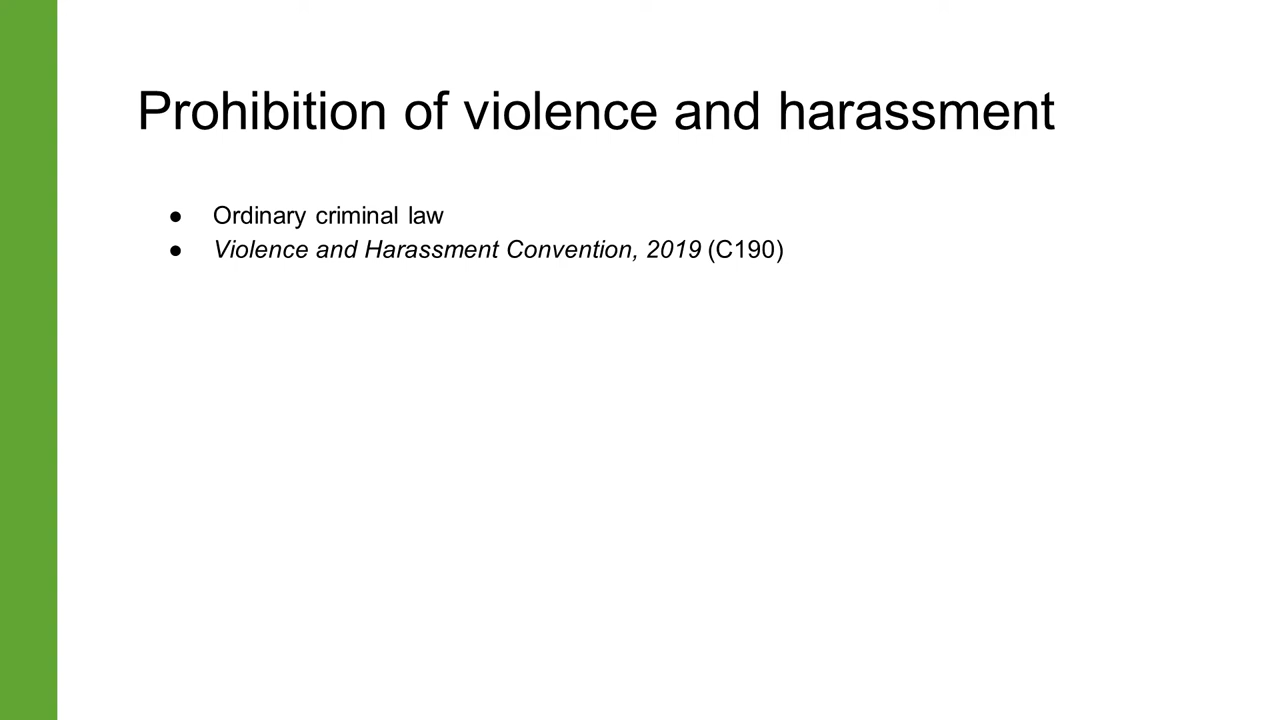 Prohibition of violence and harassment
● Ordinary criminal law
● Violence and Harassment Convention, 2019 (C190)